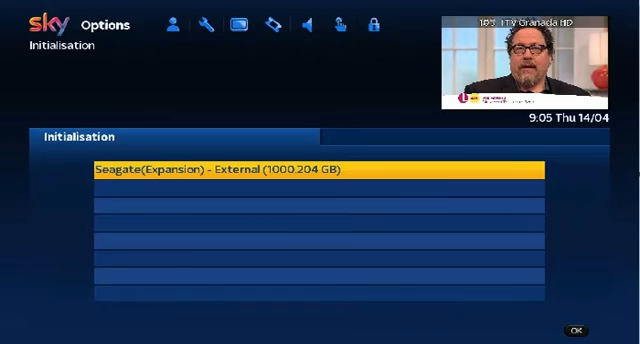 sky Options
Initialisation
103 ITV Granada HD
9:05 Thu 14/04
Initialisation
Seagate(Expansion) - External (1000.204 GB)
OK